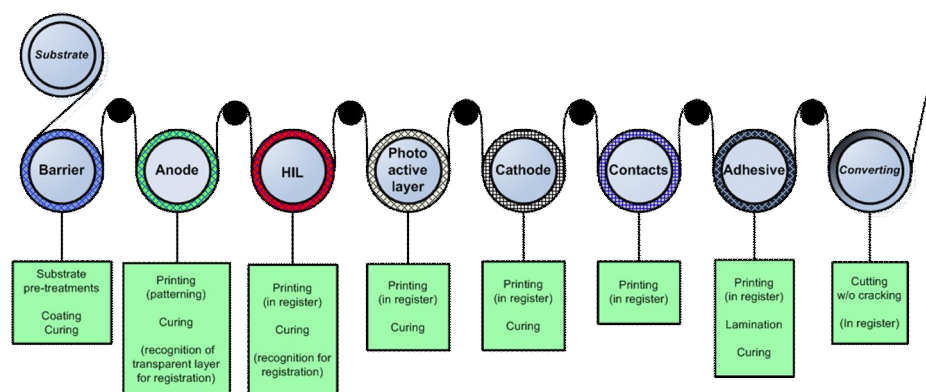 Substrate
Barrier
Anode
HIL
Photo
active
layer
Cathode
Contacts
Adhesive
Converting
Substrate
pre-treatments
Coating
Curing
Printing
(patterning)
Curing
(recognition of
transparent layer
for registration)
Printing
(in register)
Curing
(recognition for
registration)
Printing
(in register)
Curing
Printing
(in register)
Curing
Printing
(in register)
Printing
(in register)
Lamination
Curing
Cutting
w/o cracking
(In register)